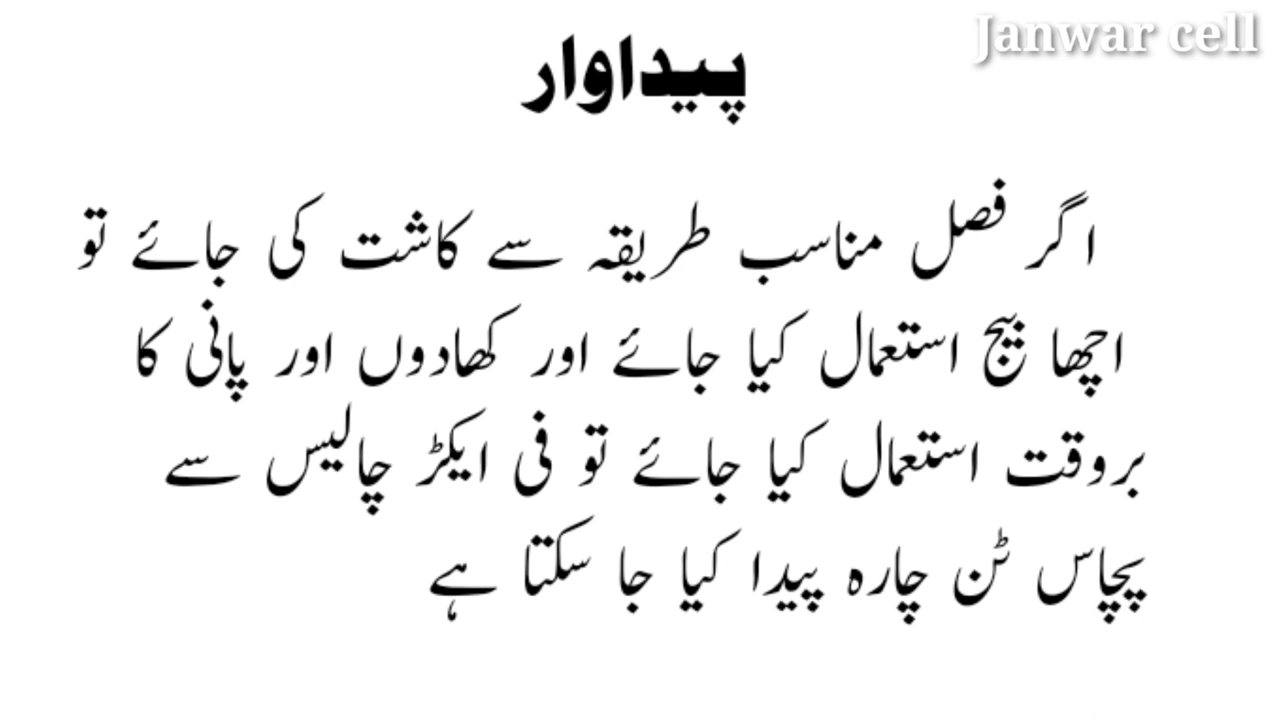 Janwar cell
پیداوار
اگر فصل مناسب طریقہ سے کاشت کی جائے تو
اچھا بیج استعمال کیا جائے اور کھادوں اور پانی کا
بروقت استعمال کیا جائے تو فی ایکڑ چالیس سے
پچاس ٹن چارہ پیدا کیا جا سکتا ہے